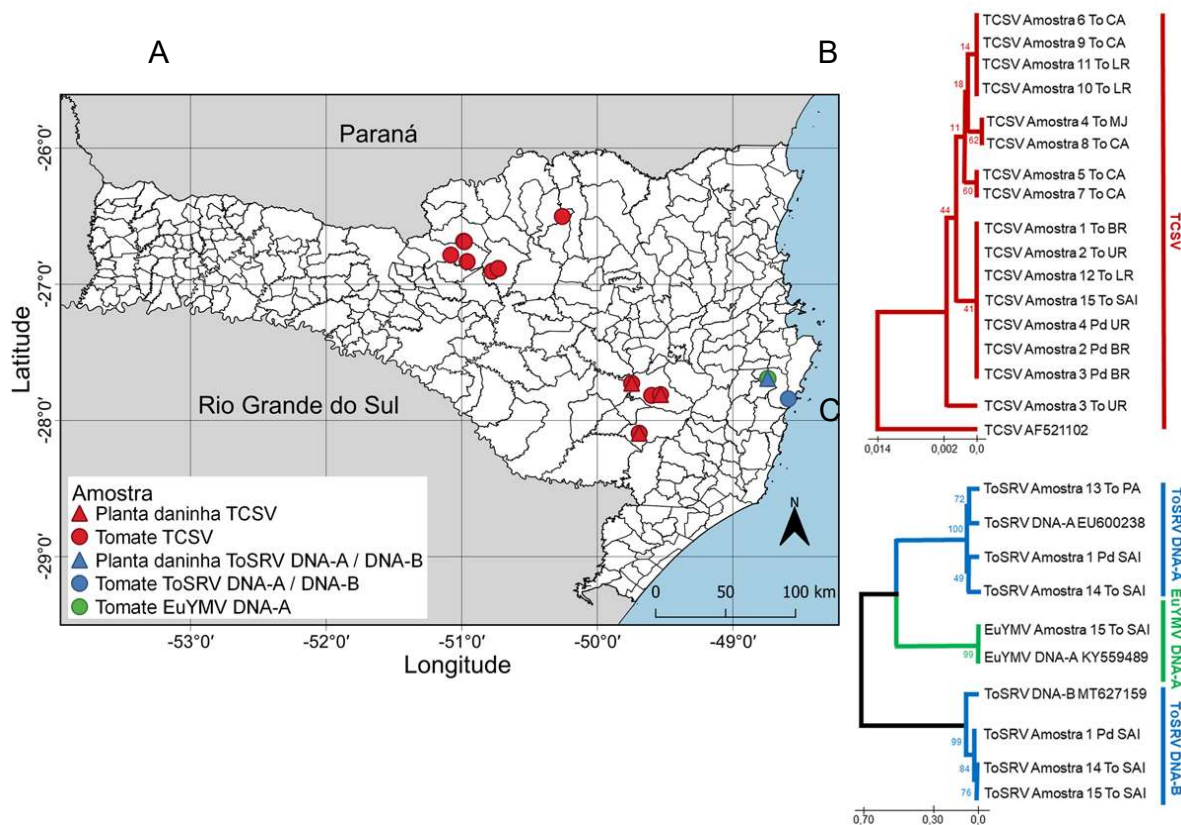 A
B
Paraná
Rio Grande do Sul
-26°0'
-27°0'
-28°0'
-29°0'
Latitude
-53°0'
-52°0'
-51°0'
-50°0'
-49°0'
Longitude
Amostra
Planta daninha TCSV
Tomate TCSV
Planta daninha ToSRV DNA-A / DNA-B
Tomate ToSRV DNA-A / DNA-B
Tomate EuYMV DNA-A
N
0 50 100 km
TCSV Amostra 6 To CA
TCSV Amostra 9 To CA
TCSV Amostra 11 To LR
TCSV Amostra 10 To LR
TCSV Amostra 4 To MJ
TCSV Amostra 8 To CA
TCSV Amostra 5 To CA
TCSV Amostra 7 To CA
TCSV Amostra 1 To BR
TCSV Amostra 2 To UR
TCSV Amostra 12 To LR
TCSV Amostra 15 To SAI
TCSV Amostra 4 Pd UR
TCSV Amostra 2 Pd BR
TCSV Amostra 3 Pd BR
TCSV Amostra 3 To UR
TCSV AF521102
14
18
11
62
60
44
41
0,014 0,002 0,0
TCSV
C
ToSRV Amostra 13 To PA
ToSRV DNA-A EU600238
ToSRV Amostra 1 Pd SAI
ToSRV Amostra 14 To SAI
EuYMV Amostra 15 To SAI
EuYMV DNA-A KY559489
ToSRV DNA-B MT627159
ToSRV Amostra 1 Pd SAI
ToSRV Amostra 14 To SAI
ToSRV Amostra 15 To SAI
72
100
49
99
99
84
76
0,70 0,30 0,0
ToSRV DNA-A
EuYMV DNA-A
ToSRV DNA-B